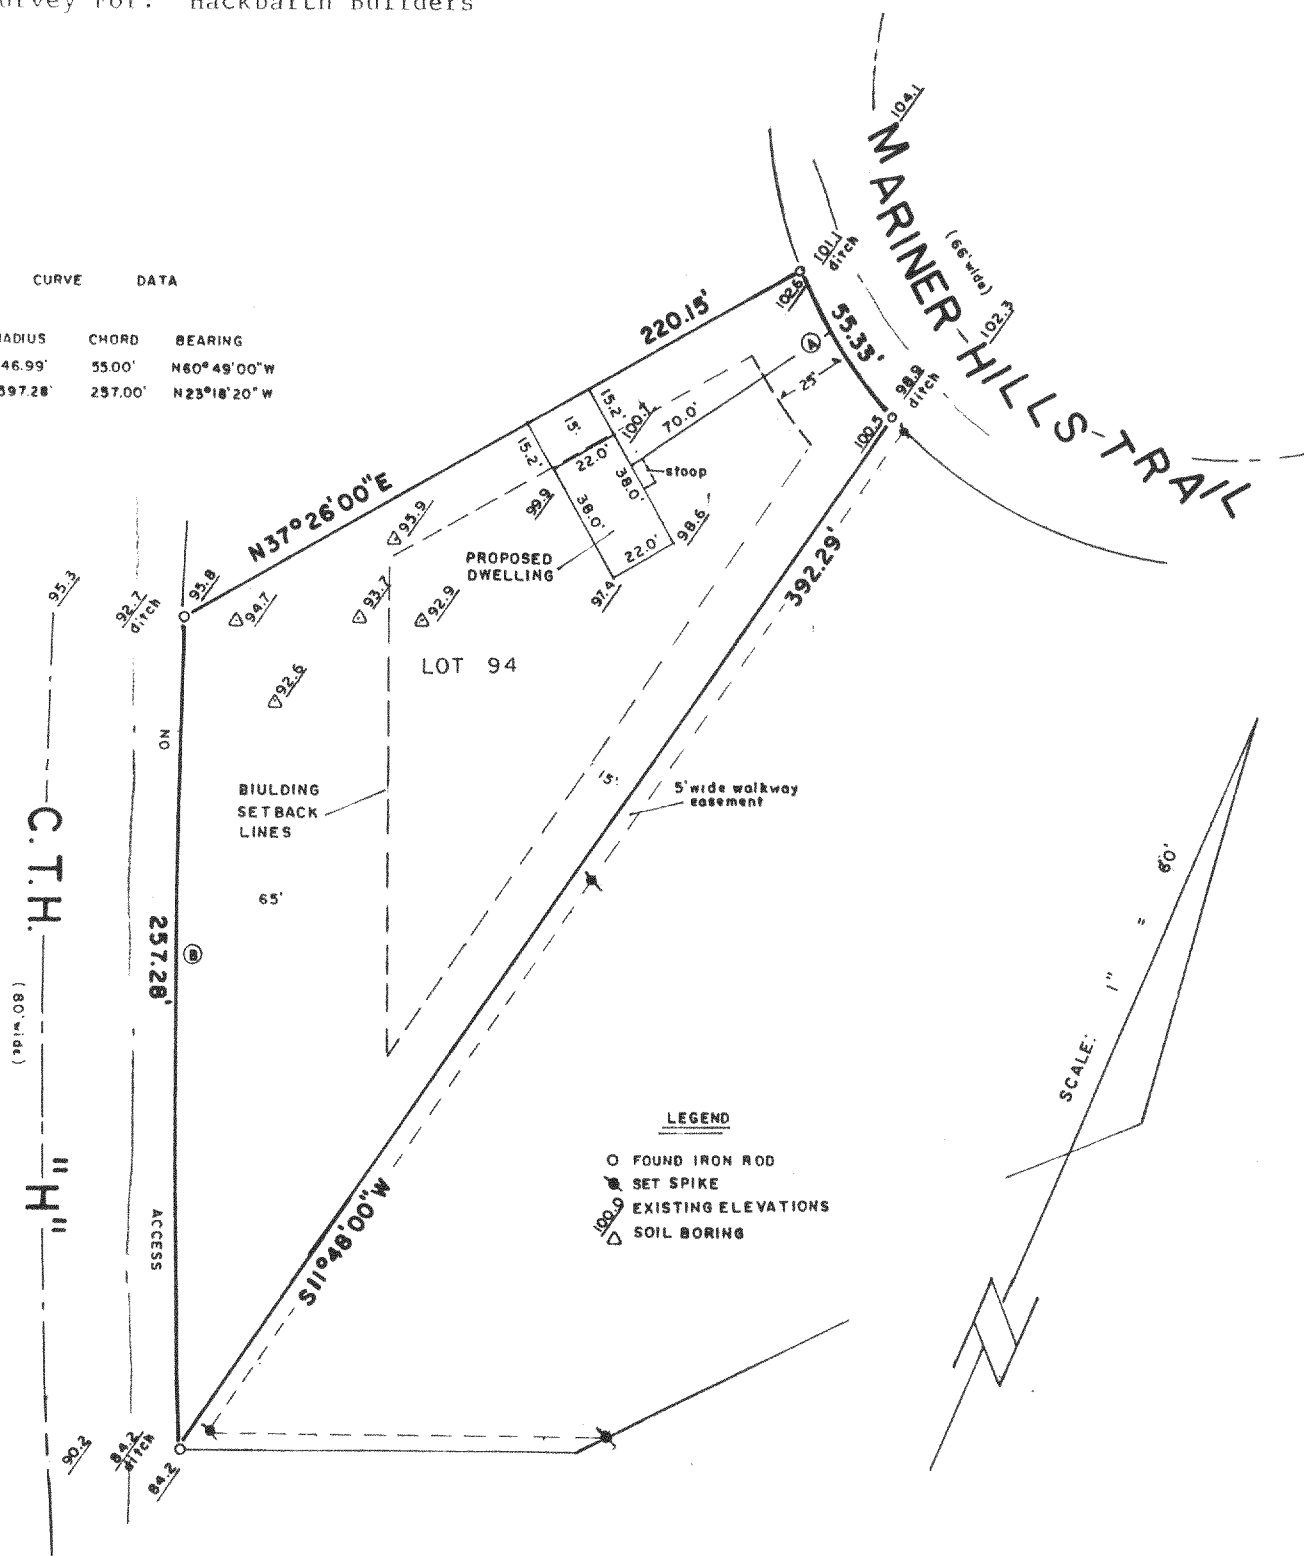 Survey For: Hackbarth Builders
CURVE DATA
RADIUS CHORD BEARING
46.99' 55.00' N60°49'00"W
597.28' 257.00' N23°18'20"W
104.1
MARINER HILLS TRAIL
(66' wide)
102.3
101.1
ditch
102.6
220.15'
55.33'
A
25'
98.9
ditch
100.5
15.2'
15'
15.2'
100.1
70.0'
22.0'
38.0'
stoop
38.0'
99.9
22.0'
98.6
97.4
PROPOSED
DWELLING
N37°26'00"E
95.9
95.3
92.7
ditch
95.8
94.7
93.7
92.9
92.6
LOT 94
392.29'
NO
BIULDING
SETBACK
LINES
15'
5' wide walkway
easement
65'
C.T.H. "H"
(80' wide)
257.28'
B
ACCESS
S11°48'00"W
SCALE: 1" = 60'
LEGEND
FOUND IRON ROD
SET SPIKE
100.0 EXISTING ELEVATIONS
SOIL BORING
90.2
84.2
ditch
84.2
N